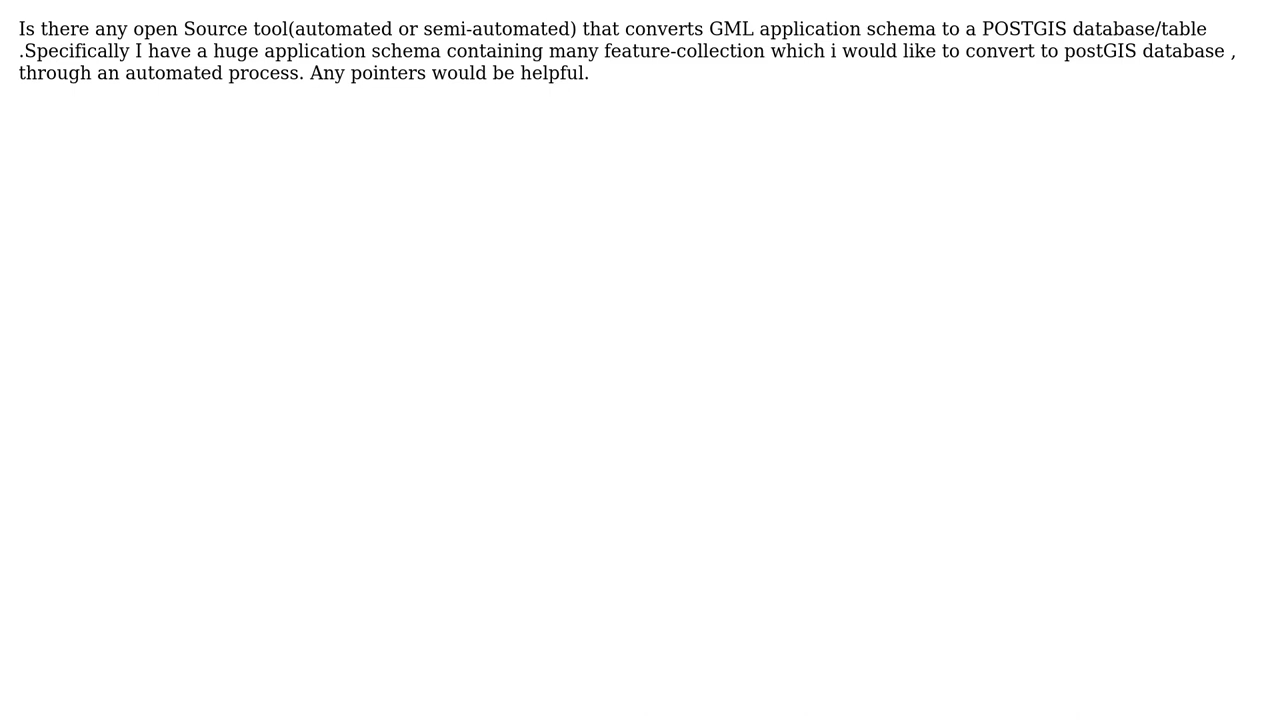 Is there any open Source tool(automated or semi-automated) that converts GML application schema to a POSTGIS database/table
.Specifically I have a huge application schema containing many feature-collection which i would like to convert to postGIS database ,
through an automated process. Any pointers would be helpful.